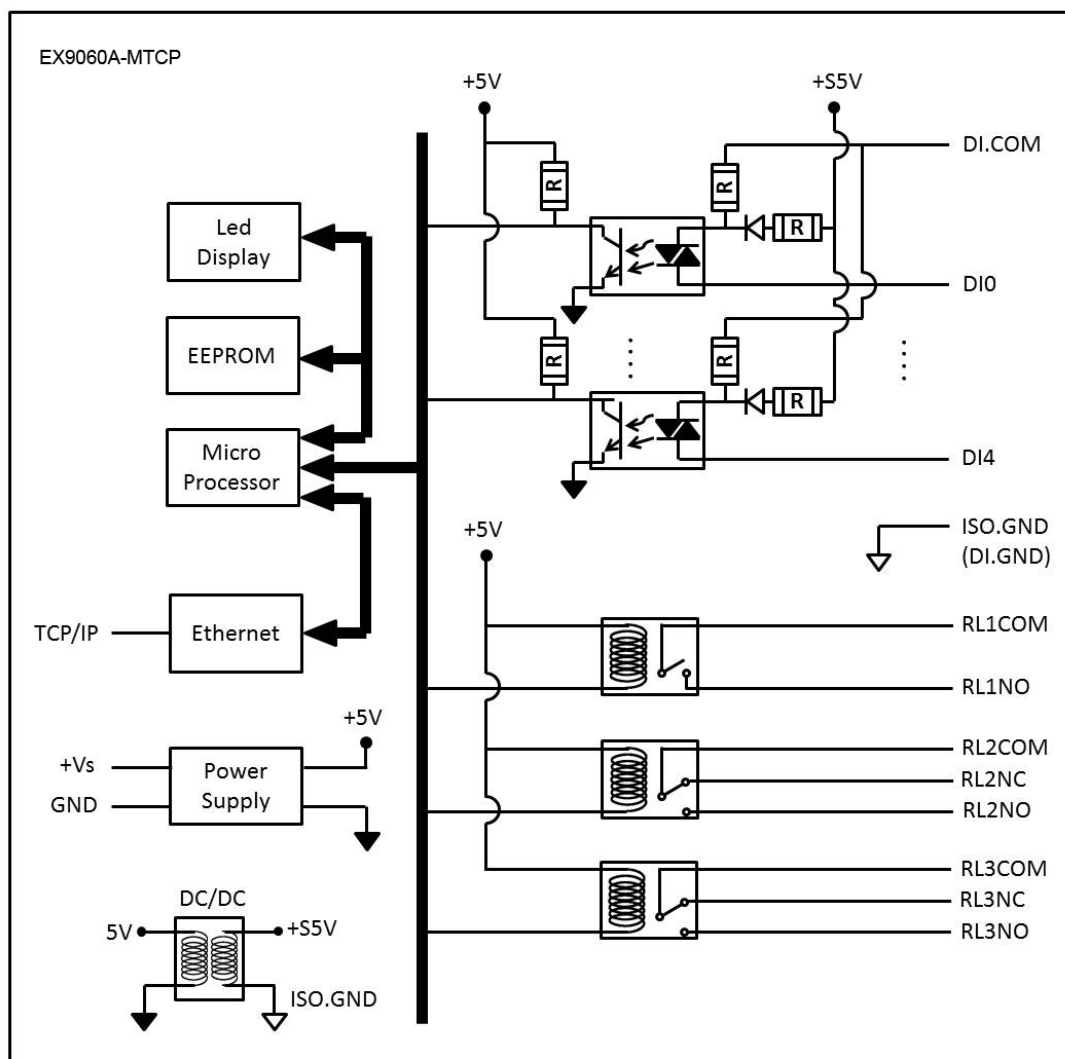 EX9060A-MTCP
+5V
+S5V
DI.COM
R
R
R
Led
Display
DI0
EEPROM
R
R
R
Micro
Processor
DI4
+5V
ISO.GND
(DI.GND)
TCP/IP
Ethernet
RL1COM
RL1NO
+5V
+Vs
GND
Power
Supply
RL2COM
RL2NC
RL2NO
RL3COM
RL3NC
RL3NO
DC/DC
5V
+S5V
ISO.GND